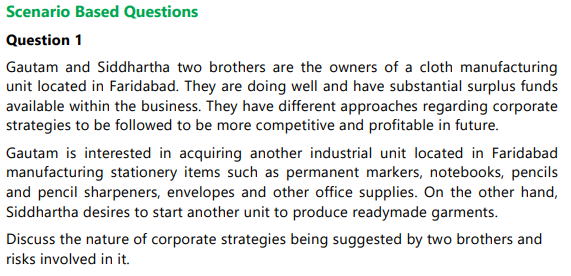 Scenario Based Questions
Question 1
Gautam and Siddhartha two brothers are the owners of a cloth manufacturing
unit located in Faridabad. They are doing well and have substantial surplus funds
available within the business. They have different approaches regarding corporate
strategies to be followed to be more competitive and profitable in future.
Gautam is interested in acquiring another industrial unit located in Faridabad
manufacturing stationery items such as permanent markers, notebooks, pencils
and pencil sharpeners, envelopes and other office supplies. On the other hand,
Siddhartha desires to start another unit to produce readymade garments.
Discuss the nature of corporate strategies being suggested by two brothers and
risks involved in it.